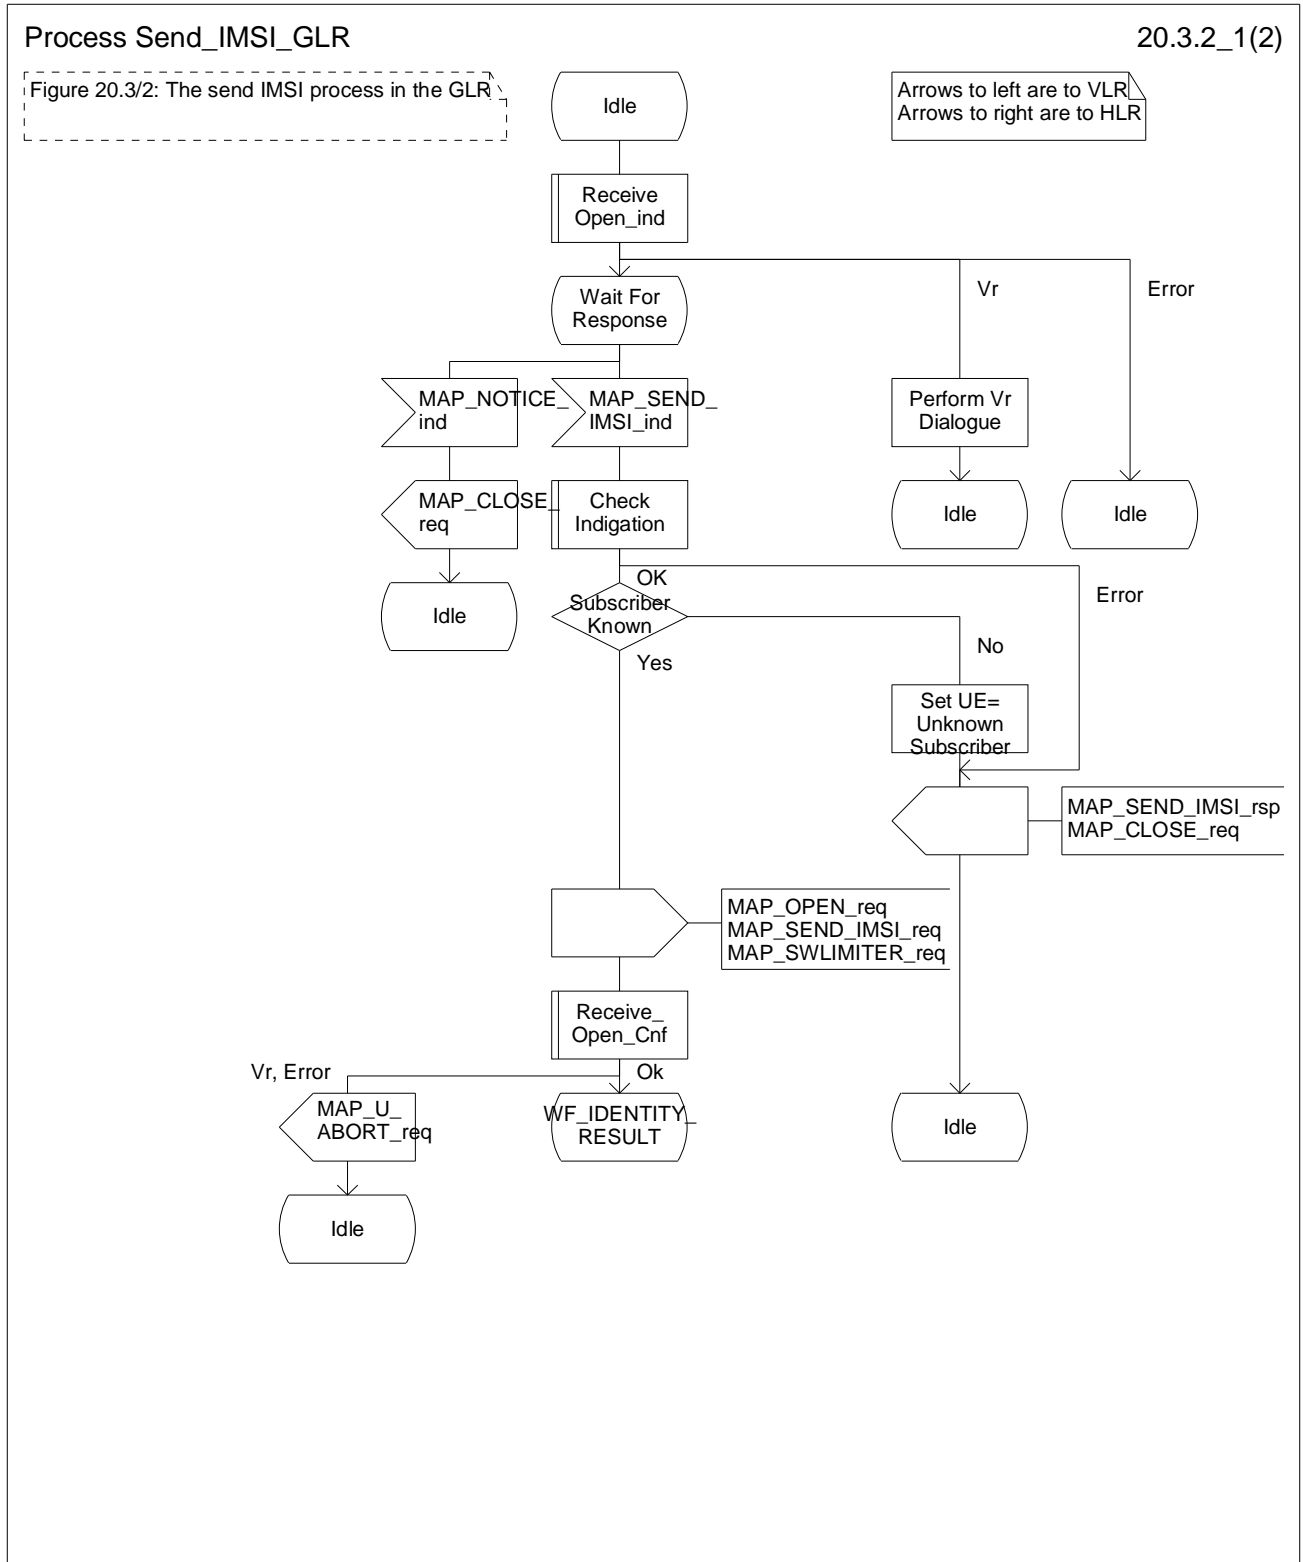 Process Send_IMSI_GLR
20.3.2_1(2)
Figure 20.3/2: The send IMSI process in the GLR
Idle
Arrows to left are to VLR
Arrows to right are to HLR
Receive
Open_ind
Wait For
Response
Vr
Error
MAP_NOTICE_
ind
MAP_SEND_
IMSI_ind
Perform Vr
Dialogue
MAP_CLOSE_
req
Check
Indigation
Idle
Idle
OK
Error
Idle
Subscriber
Known
No
Yes
Set UE=
Unknown
Subscriber
MAP_SEND_IMSI_rsp
MAP_CLOSE_req
MAP_OPEN_req
MAP_SEND_IMSI_req
MAP_SWLIMITER_req
Receive_
Open_Cnf
Vr, Error
Ok
MAP_U_
ABORT_req
WF_IDENTITY_
RESULT
Idle
Idle